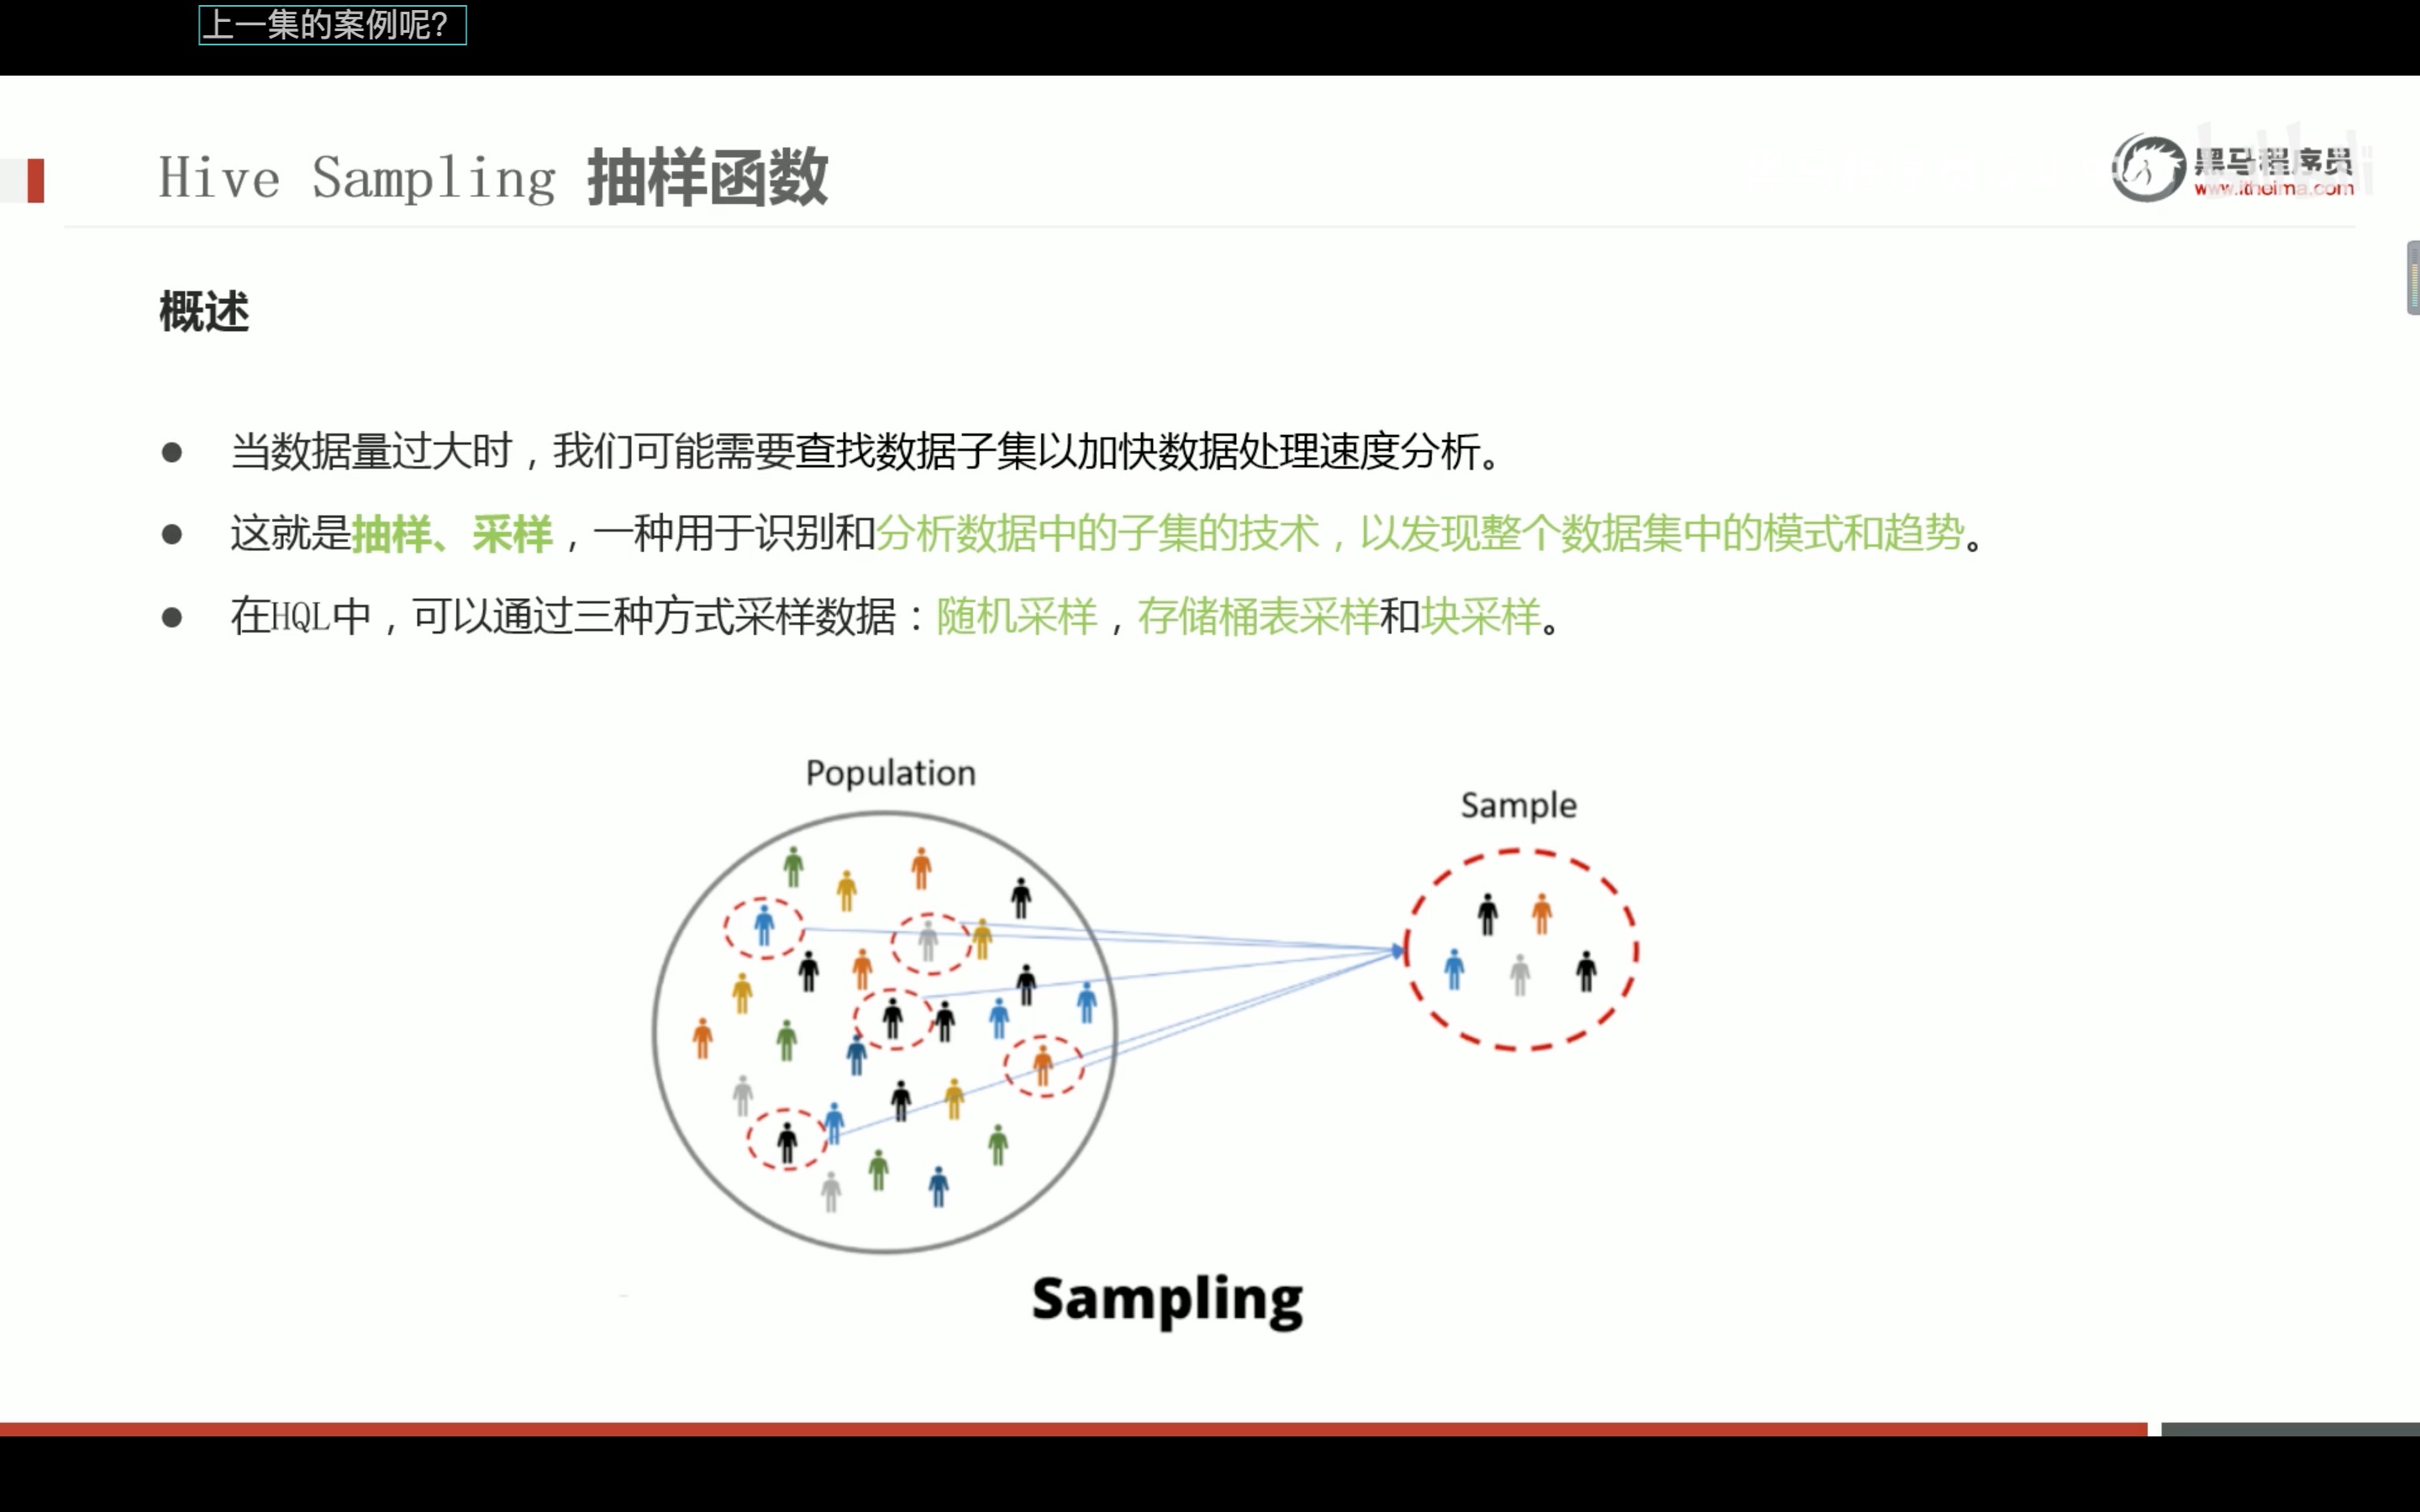 上一集的案例呢?
Hive Sampling 抽样函数
黑马程序员
www.itheima.com
概述
● 当数据量过大时，我们可能需要查找数据子集以加快数据处理速度分析。
● 这就是抽样、采样，一种用于识别和分析数据中的子集的技术，以发现整个数据集中的模式和趋势。
● 在HQL中，可以通过三种方式采样数据：随机采样，存储桶表采样和块采样。
Population
Sample
Sampling